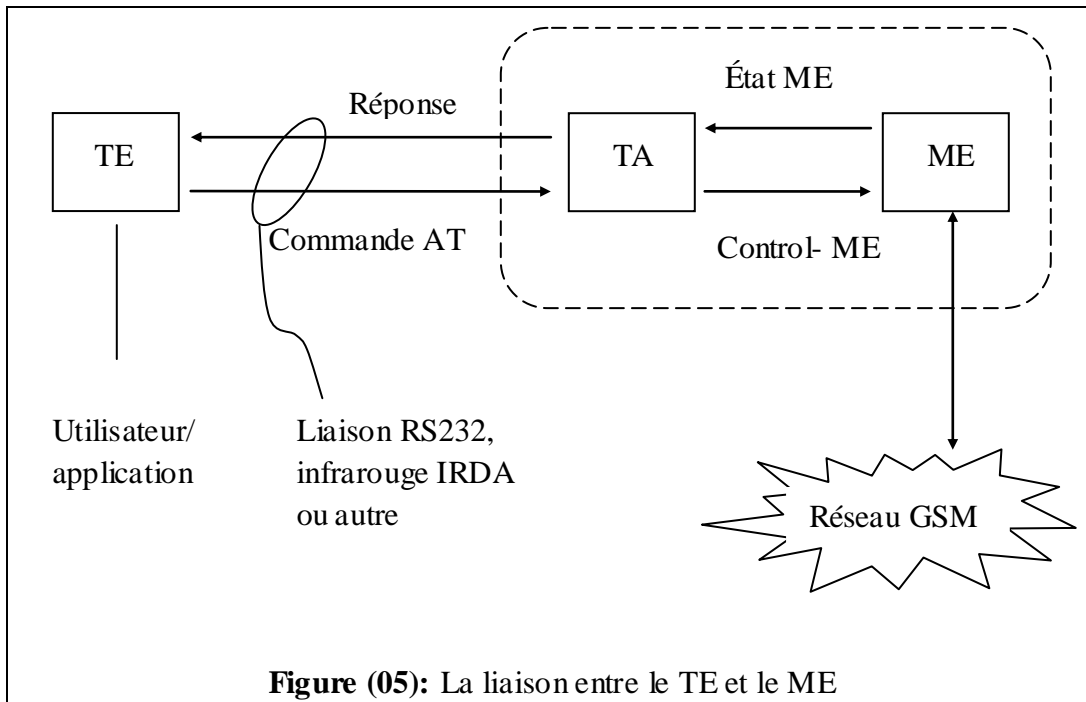 État ME
Réponse
TE
TA
ME
Commande AT
Control- ME
Utilisateur/
application
Liaison RS232,
infrarouge IRDA
ou autre
Réseau GSM
Figure (05): La liaison entre le TE et le ME